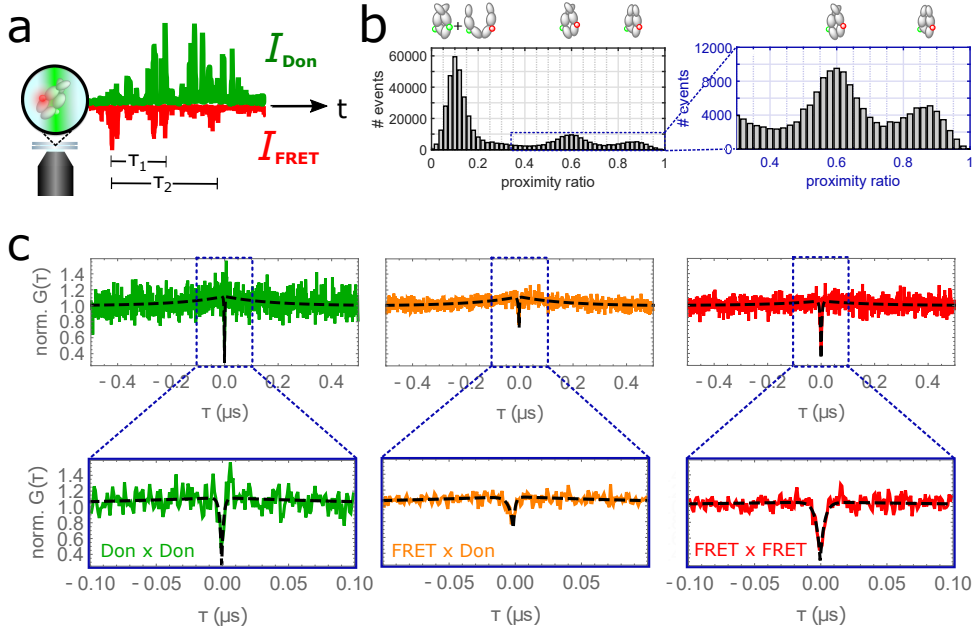 a
I Don
I FRET
t
T₁
T₂
b
+
# events
60000
40000
20000
0
0 0.2 0.4 0.6 0.8 1
proximity ratio
# events
12000
8000
4000
0
0.4 0.6 0.8 1
proximity ratio
c
norm. G(τ)
1.4
1.2
1.0
0.8
0.6
0.4
-0.4 -0.2 0.0 0.2 0.4
τ (µs)
-0.4 -0.2 0.0 0.2 0.4
τ (µs)
-0.4 -0.2 0.0 0.2 0.4
τ (µs)
norm. G(τ)
1.4
1.2
1.0
0.8
0.6
0.4
Don x Don
-0.10 -0.05 0.00 0.05 0.10
τ (µs)
FRET x Don
-0.10 -0.05 0.00 0.05 0.10
τ (µs)
FRET x FRET
-0.10 -0.05 0.00 0.05 0.10
τ (µs)